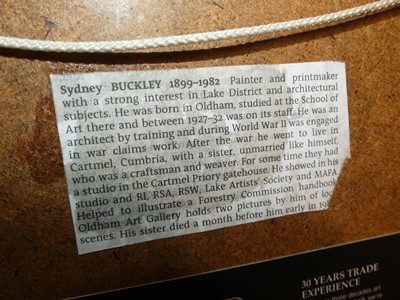 Sydney BUCKLEY 1899–1982 Painter and printmaker
with a strong interest in Lake District and architectural
subjects. He was born in Oldham, studied at the School of
Art there and between 1927–32 was on its staff. He was an
architect by training and during World War II was engaged
in war claims work. After the war he went to live in
Cartmel, Cumbria, with a sister, unmarried like himself,
who was a craftsman and weaver. For some time they had
a studio in the Cartmel Priory gatehouse. He showed in his
studio and RI, RSA, RSW, Lake Artists' Society and MAFA
Helped to illustrate a Forestry Commission handbook
Oldham Art Gallery holds two pictures by him of loc
scenes. His sister died a month before him early in 19
30 YEARS TRADE
EXPERIENCE
decades art